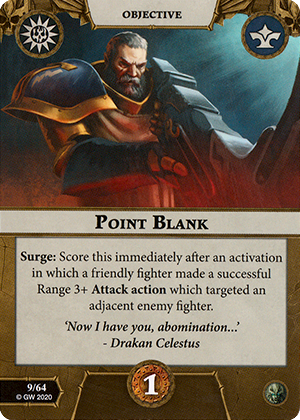 OBJECTIVE
POINT BLANK
Surge: Score this immediately after an activation
in which a friendly fighter made a successful
Range 3+ Attack action which targeted an
adjacent enemy fighter.
‘Now I have you, abomination...’
- Drakan Celestus
9/64
© GW 2020
1